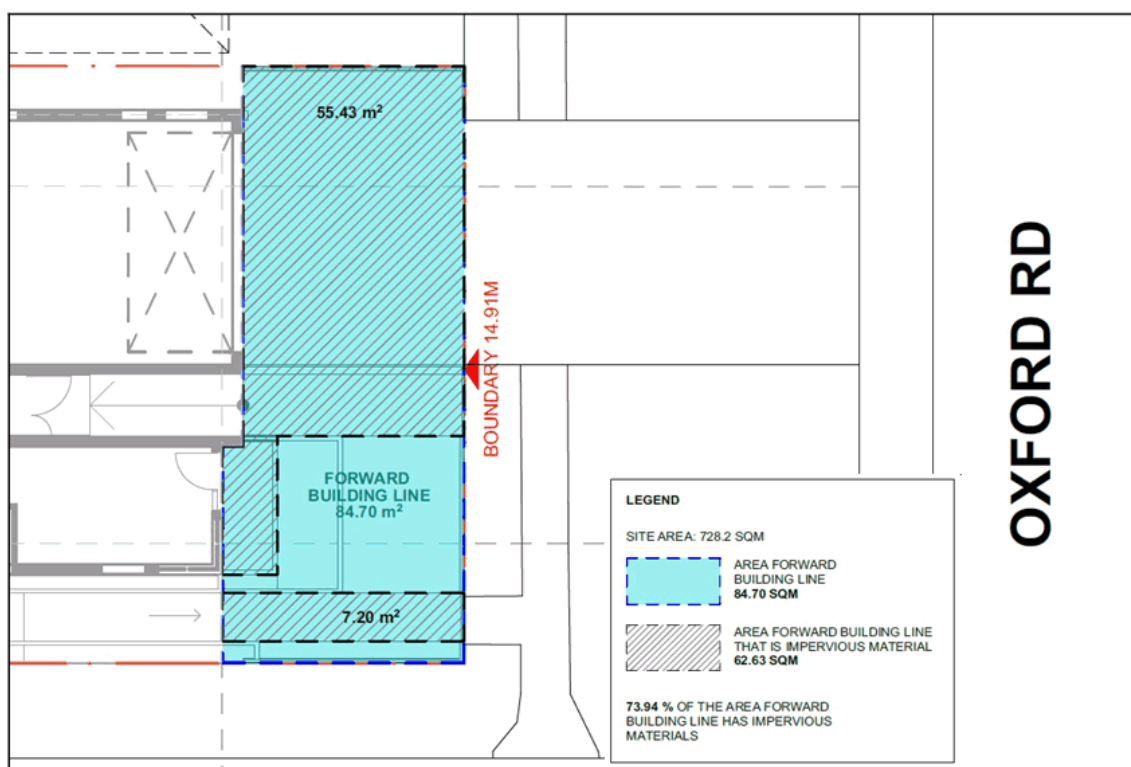 55.43 m²
BOUNDARY 14.91M
OXFORD RD
FORWARD
BUILDING LINE
84.70 m²
7.20 m²
LEGEND
SITE AREA: 728.2 SQM
AREA FORWARD
BUILDING LINE
84.70 SQM
AREA FORWARD BUILDING LINE
THAT IS IMPERVIOUS MATERIAL
62.63 SQM
73.94 % OF THE AREA FORWARD
BUILDING LINE HAS IMPERVIOUS
MATERIALS